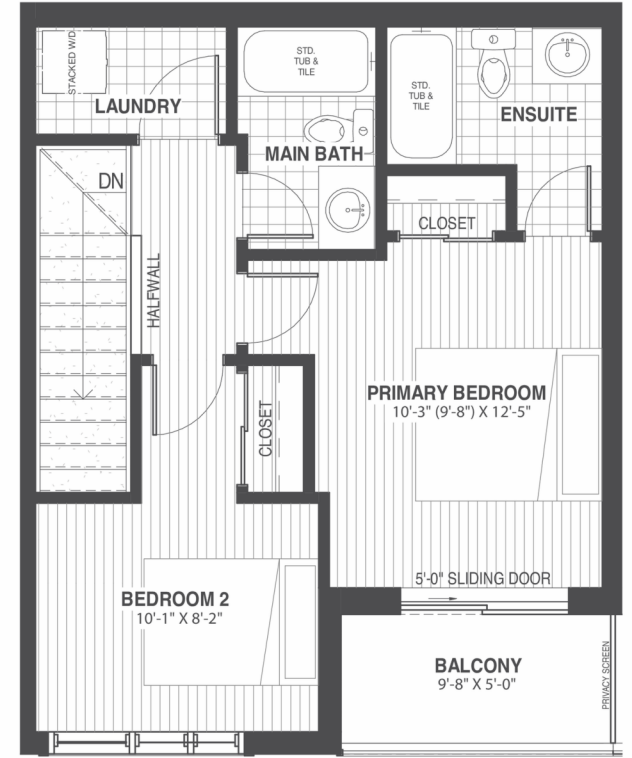 STACKED W/D
LAUNDRY
STD.
TUB &
TILE
MAIN BATH
STD.
TUB &
TILE
ENSUITE
DN
HALFWALL
CLOSET
CLOSET
PRIMARY BEDROOM
10'-3" (9'-8") X 12'-5"
BEDROOM 2
10'-1" X 8'-2"
5'-0" SLIDING DOOR
BALCONY
9'-8" X 5'-0"
PRIVACY SCREEN